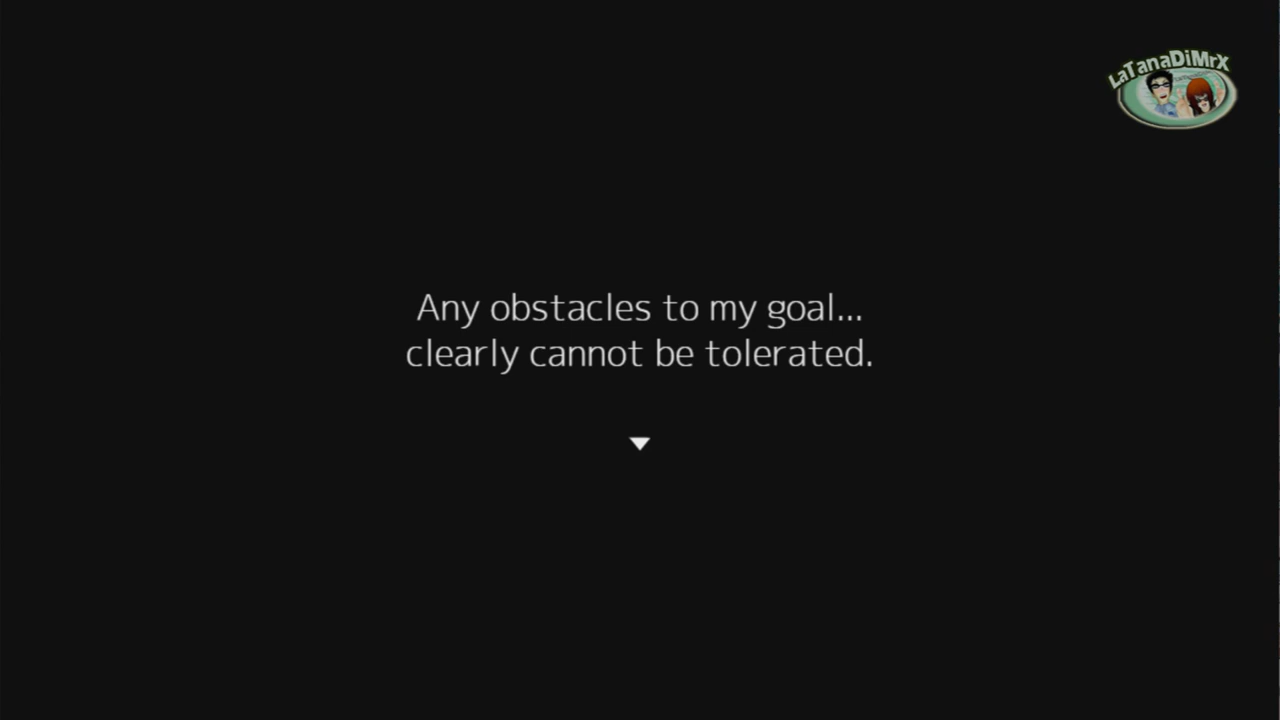 LaTanaDiMrX
Any obstacles to my goal...
clearly cannot be tolerated.